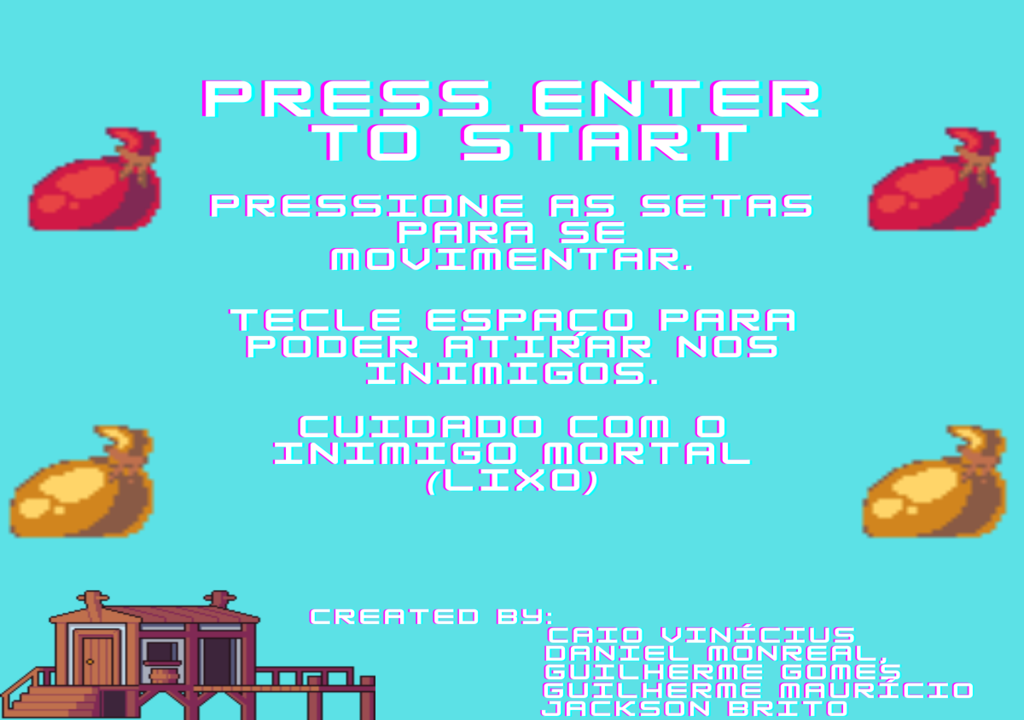 PRESS ENTER
TO START
PRESSIONE AS SETAS
PARA SE
MOVIMENTAR.
TECLE ESPAÇO PARA
PODER ATIRAR NOS
INIMIGOS.
CUIDADO COM O
INIMIGO MORTAL
(LIXO)
CREATED BY:
CAIO VINÍCIUS
DANIEL MONREAL,
GUILHERME GOMES
GUILHERME MAURÍCIO
JACKSON BRITO